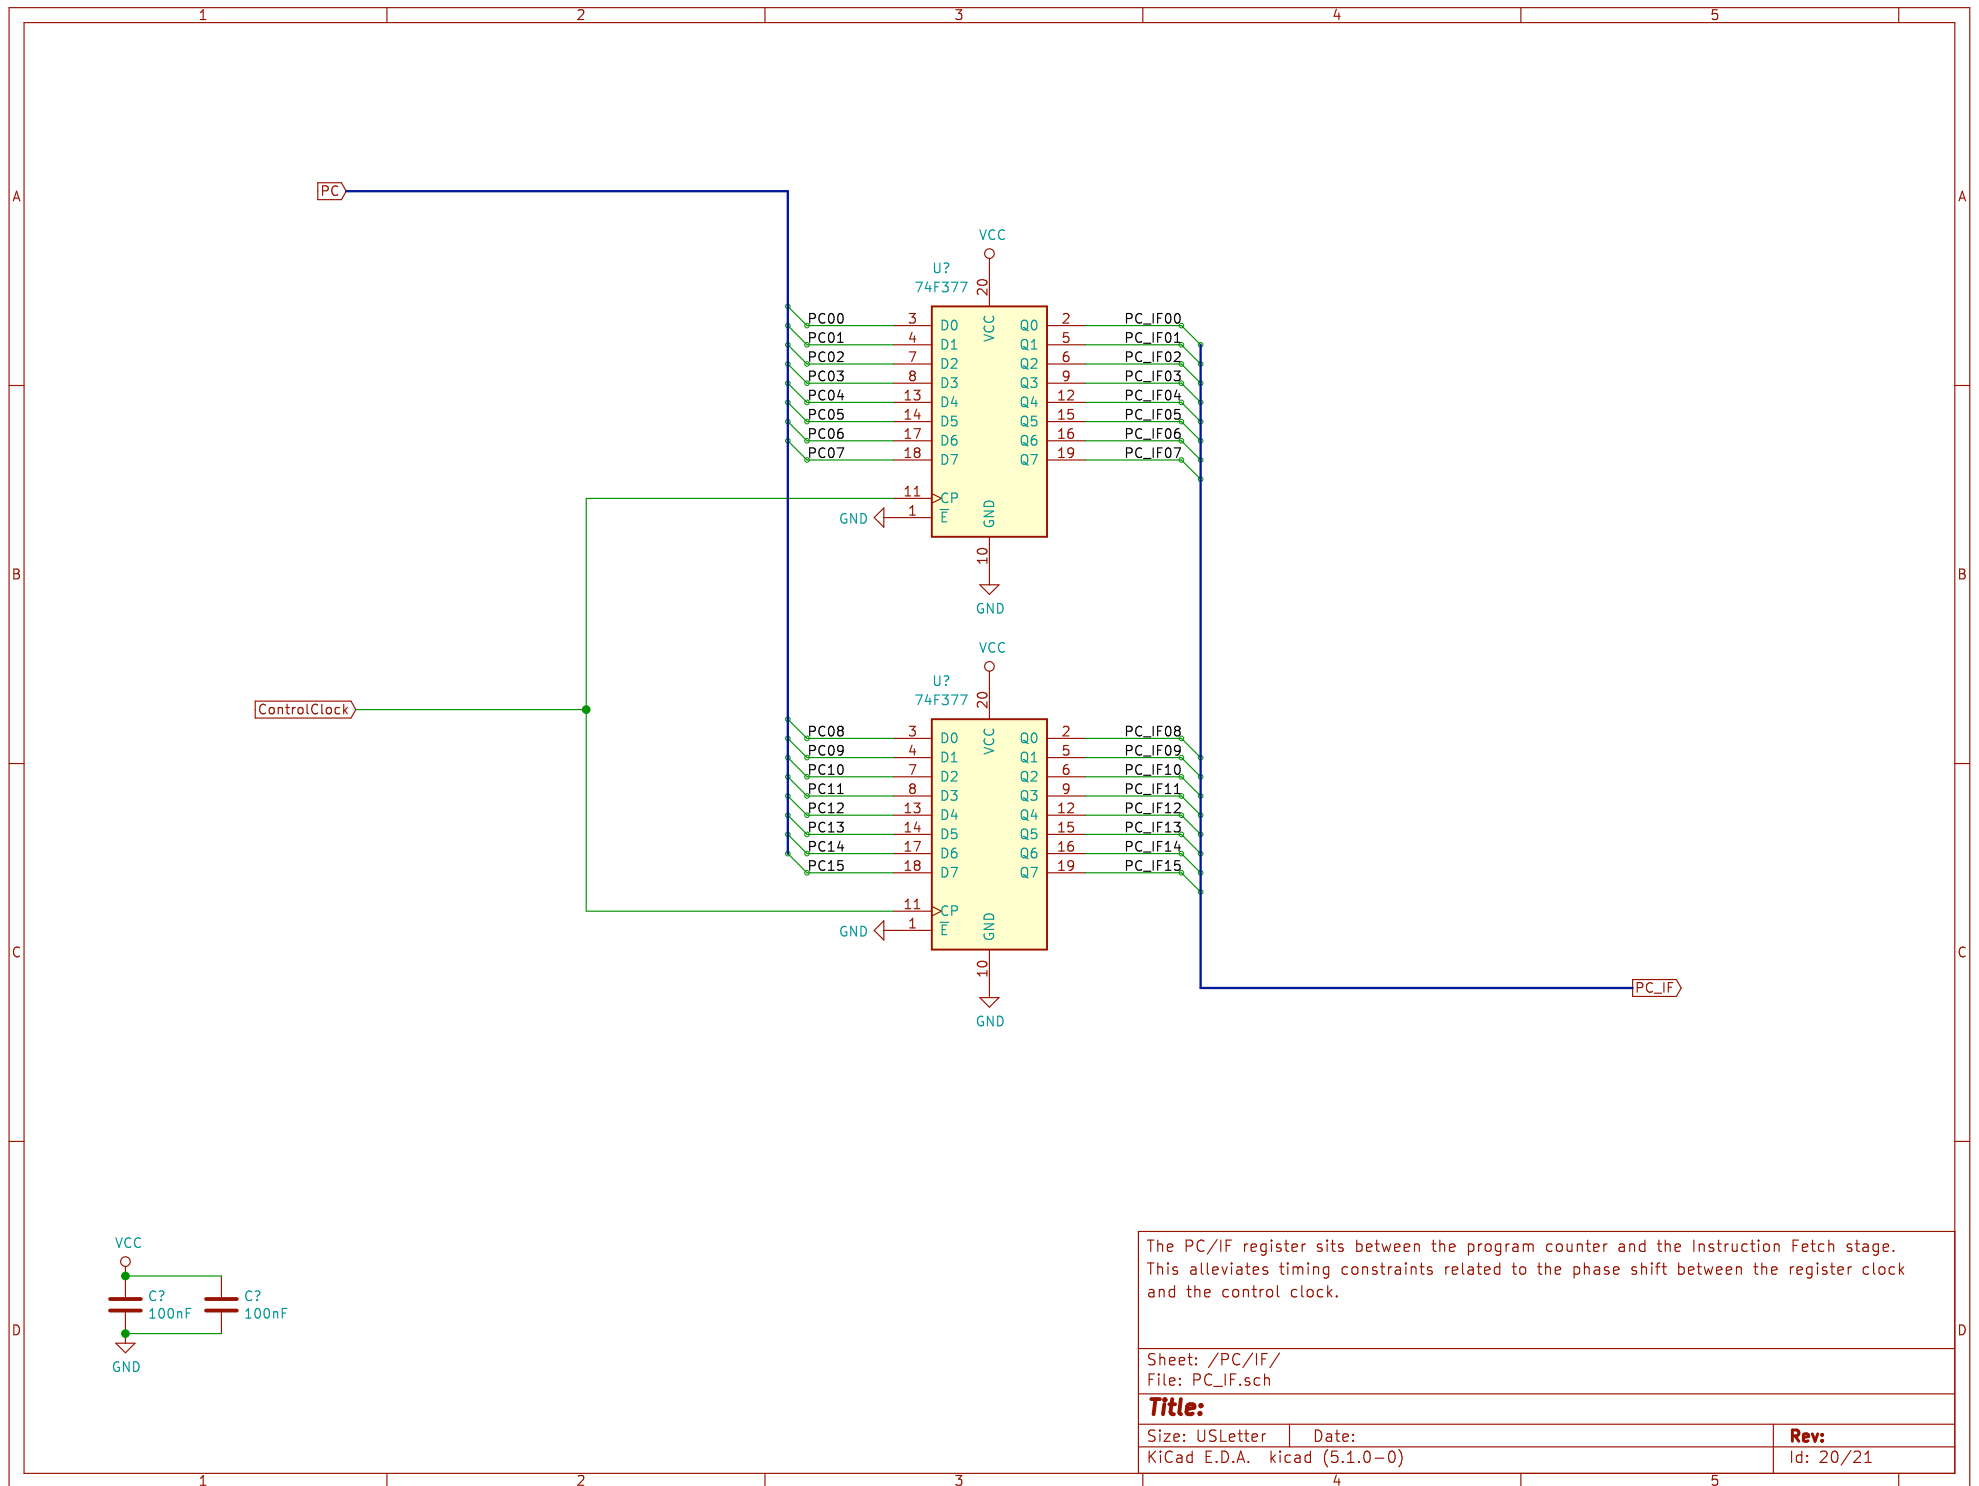 1 2 3 4 5
A A
PC
VCC
U?
74F377
20
PC00 3 D0 VCC Q0 2 PC_IF00
PC01 4 D1 Q1 5 PC_IF01
PC02 7 D2 Q2 6 PC_IF02
PC03 8 D3 Q3 9 PC_IF03
PC04 13 D4 Q4 12 PC_IF04
PC05 14 D5 Q5 15 PC_IF05
PC06 17 D6 Q6 16 PC_IF06
PC07 18 D7 Q7 19 PC_IF07
11 CP
GND 1 E GND
10
B B
GND
VCC
U?
74F377
20
ControlClock
PC08 3 D0 VCC Q0 2 PC_IF08
PC09 4 D1 Q1 5 PC_IF09
PC10 7 D2 Q2 6 PC_IF10
PC11 8 D3 Q3 9 PC_IF11
PC12 13 D4 Q4 12 PC_IF12
PC13 14 D5 Q5 15 PC_IF13
PC14 17 D6 Q6 16 PC_IF14
PC15 18 D7 Q7 19 PC_IF15
11 CP
GND 1 E GND
C C
10
PC_IF
GND
VCC
C? C?
100nF 100nF
GND
D D
The PC/IF register sits between the program counter and the Instruction Fetch stage.
This alleviates timing constraints related to the phase shift between the register clock
and the control clock.
Sheet: /PC/IF/
File: PC_IF.sch
Title:
Size: USLetter Date: Rev:
KiCad E.D.A. kicad (5.1.0-0) Id: 20/21
1 2 3 4 5